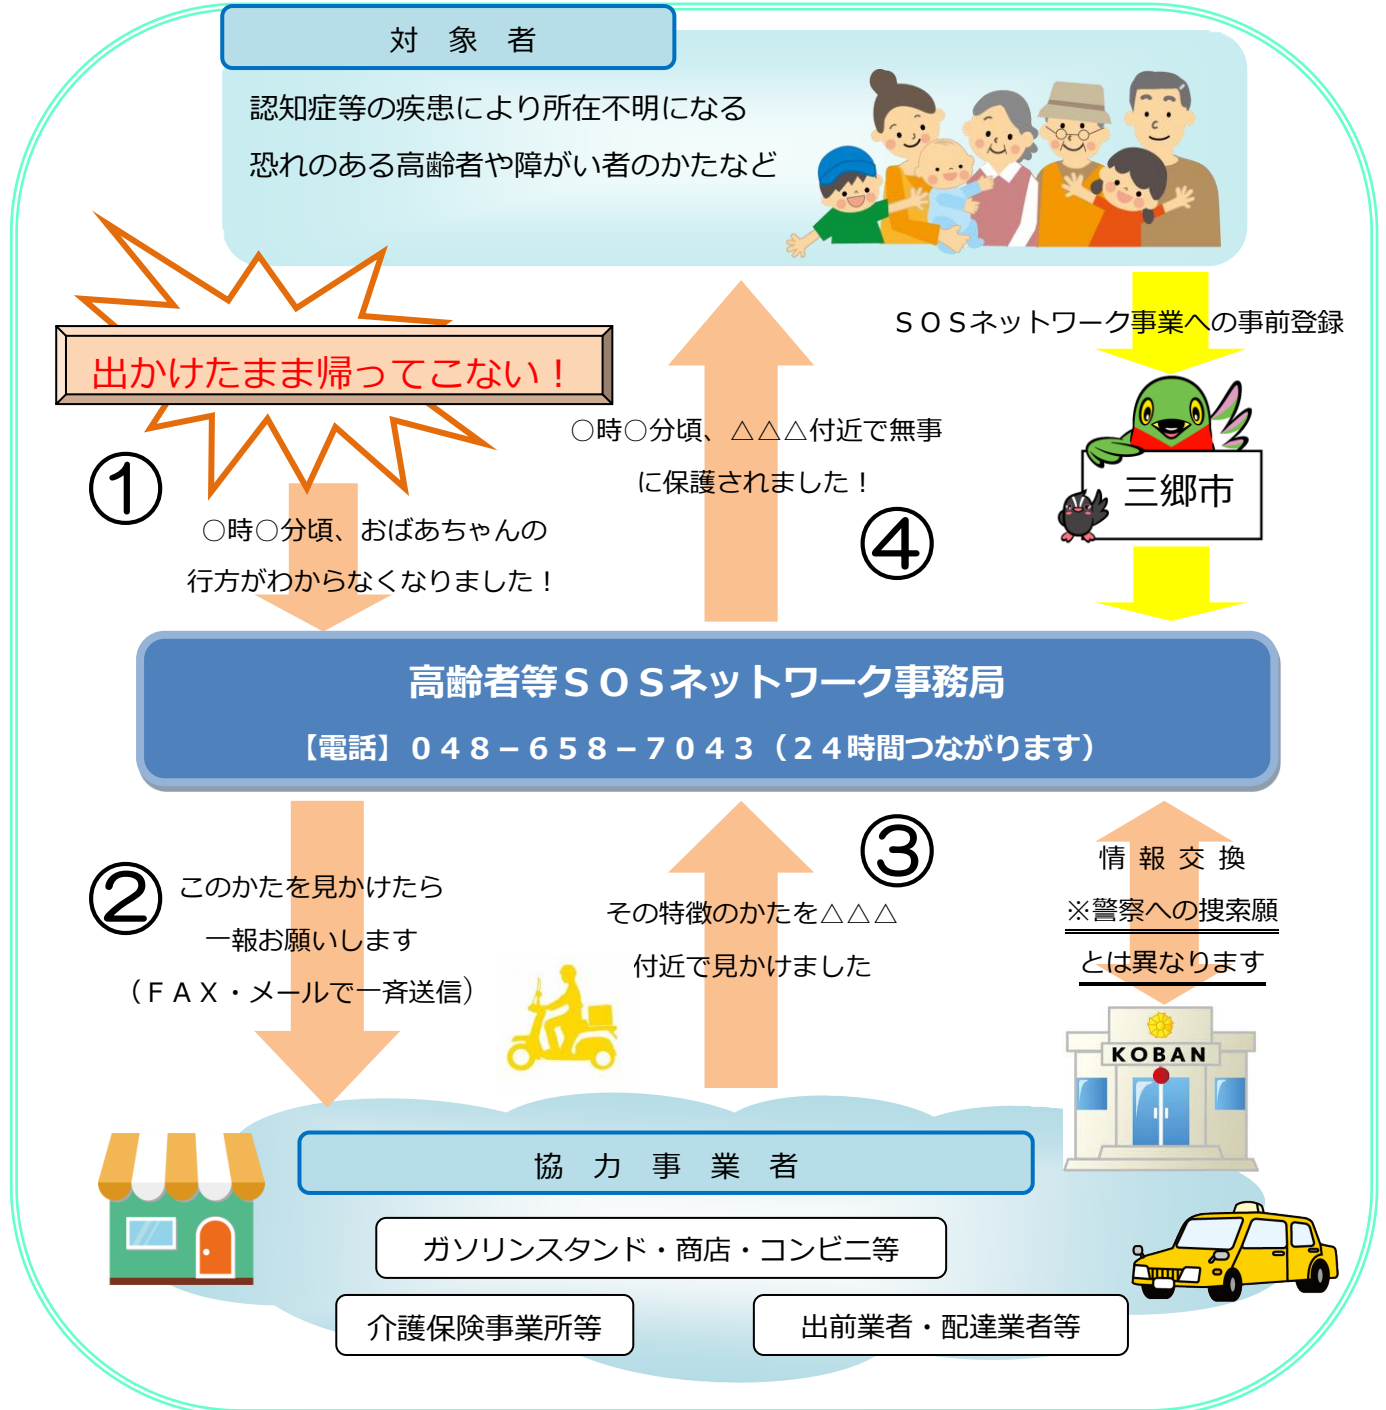 対 象 者
認知症等の疾患により所在不明になる
恐れのある高齢者や障がい者のかたなど
出かけたまま帰ってこない！
ＳＯＳネットワーク事業への事前登録
三郷市
①
○時○分頃、おばあちゃんの
行方がわからなくなりました！
○時○分頃、△△△付近で無事
に保護されました！
④
高齢者等ＳＯＳネットワーク事務局
【電話】０４８－６５８－７０４３（２４時間つながります）
②
このかたを見かけたら
一報お願いします
（ＦＡＸ・メールで一斉送信）
③
その特徴のかたを△△△
付近で見かけました
情 報 交 換
※警察への捜索願
とは異なります
KOBAN
協 力 事 業 者
ガソリンスタンド・商店・コンビニ等
介護保険事業所等
出前業者・配達業者等